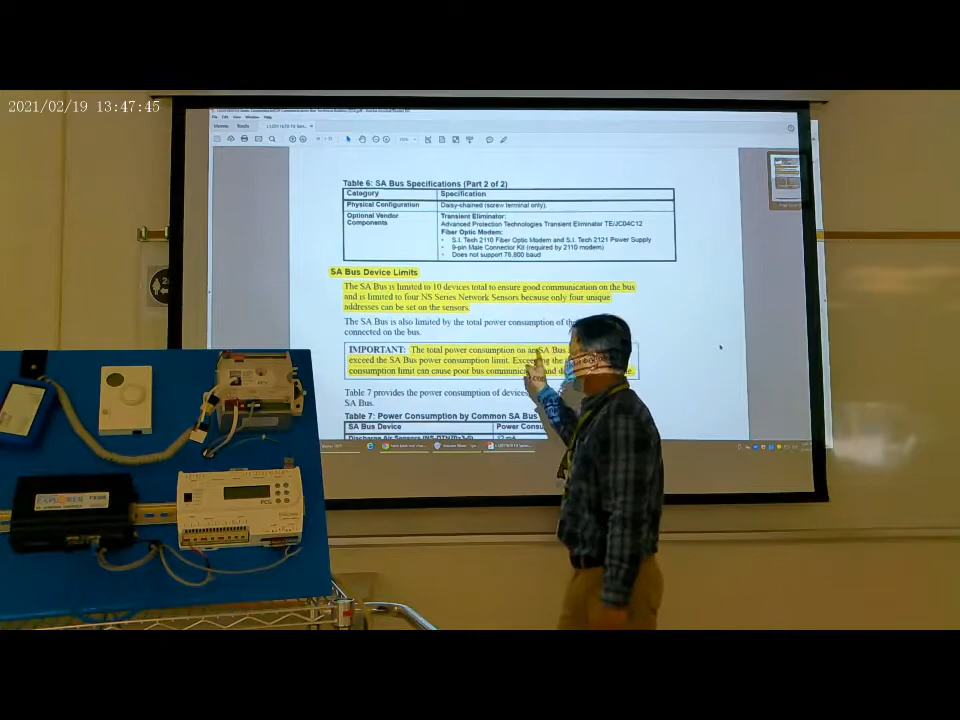 2021/02/19 13:47:45
Home Tools
Table 6: SA Bus Specifications (Part 2 of 2)
Category Specification
Physical Configuration Daisy-chained (screw terminal only).
Optional Vendor Components Transient Eliminator:
Advanced Protection Technologies Transient Eliminator TE/JC04C12
Fiber Optic Modem:
• S.I. Tech 2110 Fiber Optic Modem and S.I. Tech 2121 Power Supply
• 9-pin Male Connector Kit (required by 2110 modem)
• Does not support 76,800 baud
SA Bus Device Limits
The SA Bus is limited to 10 devices total to ensure good communication on the bus
and is limited to four NS Series Network Sensors because only four unique
addresses can be set on the sensors.
The SA Bus is also limited by the total power consumption of the
connected on the bus.
IMPORTANT: The total power consumption on an SA Bus
exceed the SA Bus power consumption limit. Exceeding the
consumption limit can cause poor bus communic and
Table 7 provides the power consumption of devices
SA Bus.
Table 7: Power Consumption by Common SA Bus
SA Bus Device Power Consu
PCG